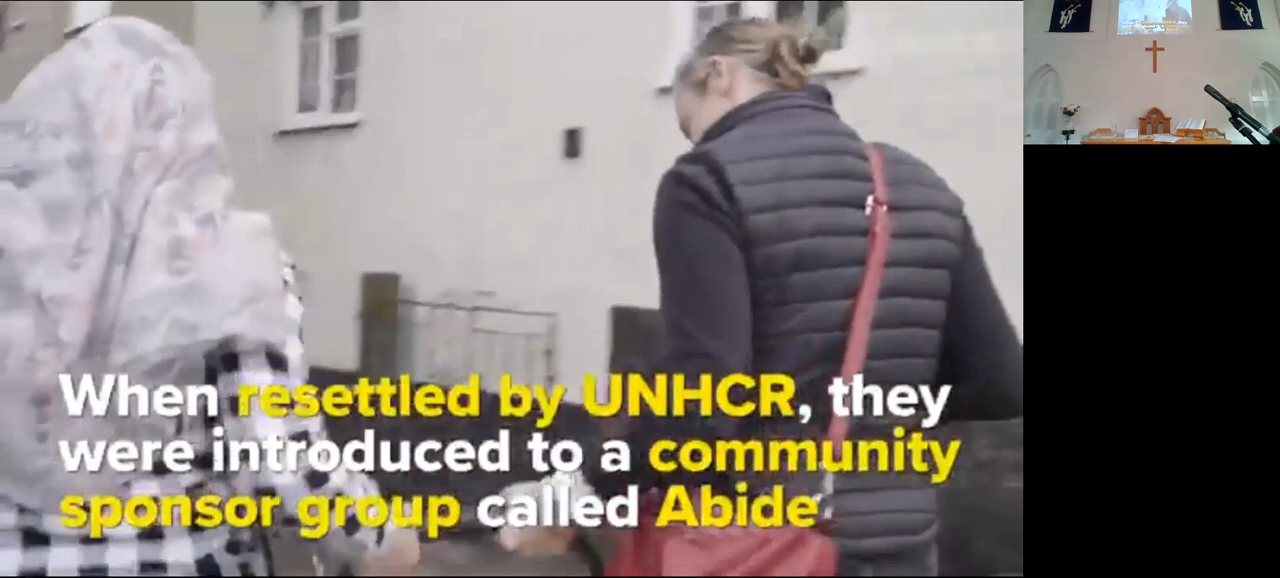 When resettled by UNHCR, they
were introduced to a community
sponsor group called Abide.